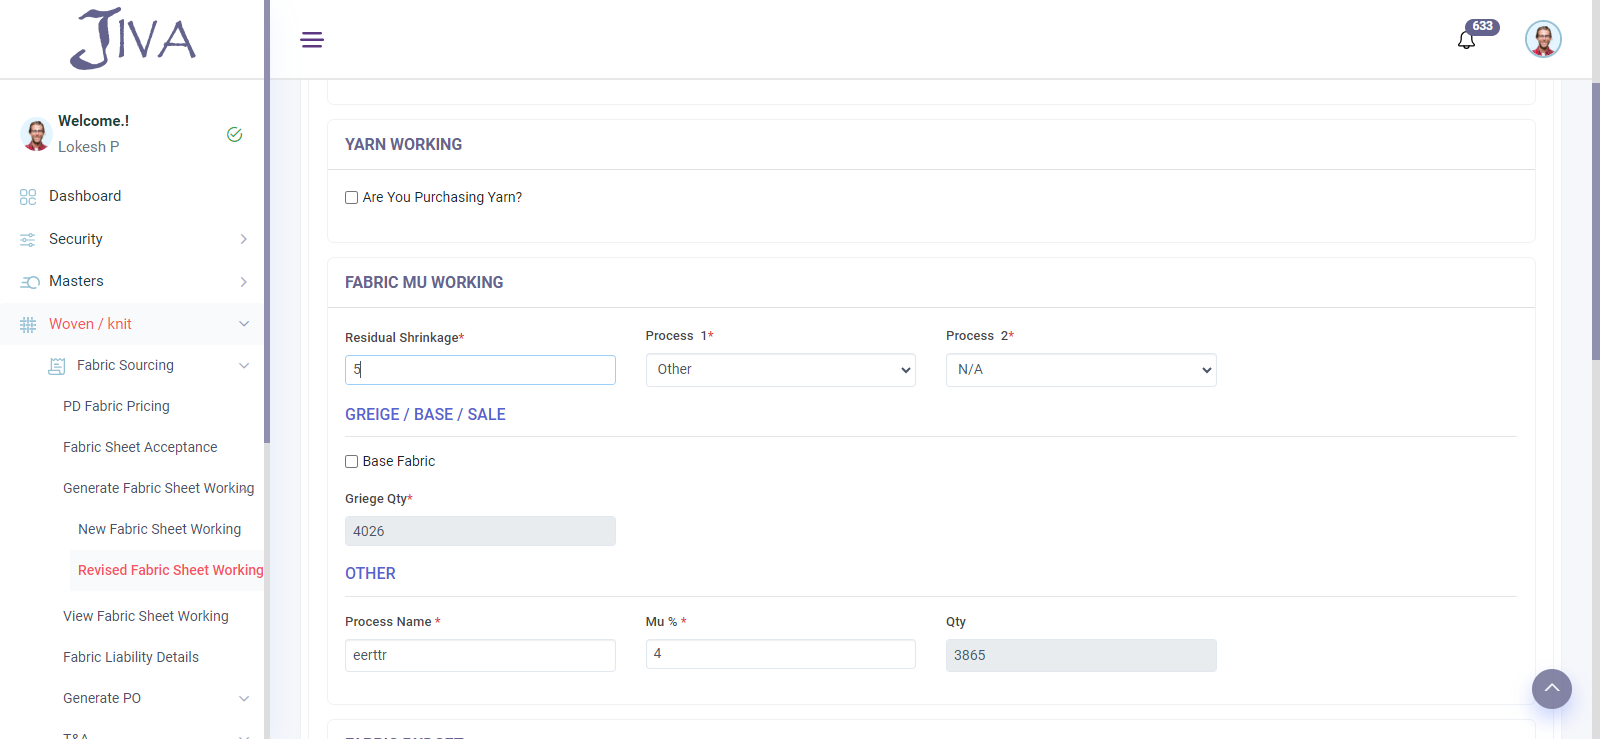 JIVA
633
Welcome.!
Lokesh P
Dashboard
Security
Masters
Woven / knit
Fabric Sourcing
PD Fabric Pricing
Fabric Sheet Acceptance
Generate Fabric Sheet Working
New Fabric Sheet Working
Revised Fabric Sheet Working
View Fabric Sheet Working
Fabric Liability Details
Generate PO
T&A
YARN WORKING
Are You Purchasing Yarn?
FABRIC MU WORKING
Residual Shrinkage* Process 1* Process 2*
5 Other N/A
GREIGE / BASE / SALE
Base Fabric
Griege Qty*
4026
OTHER
Process Name * Mu % * Qty
eerttr 4 3865
FABRIC BUDGET